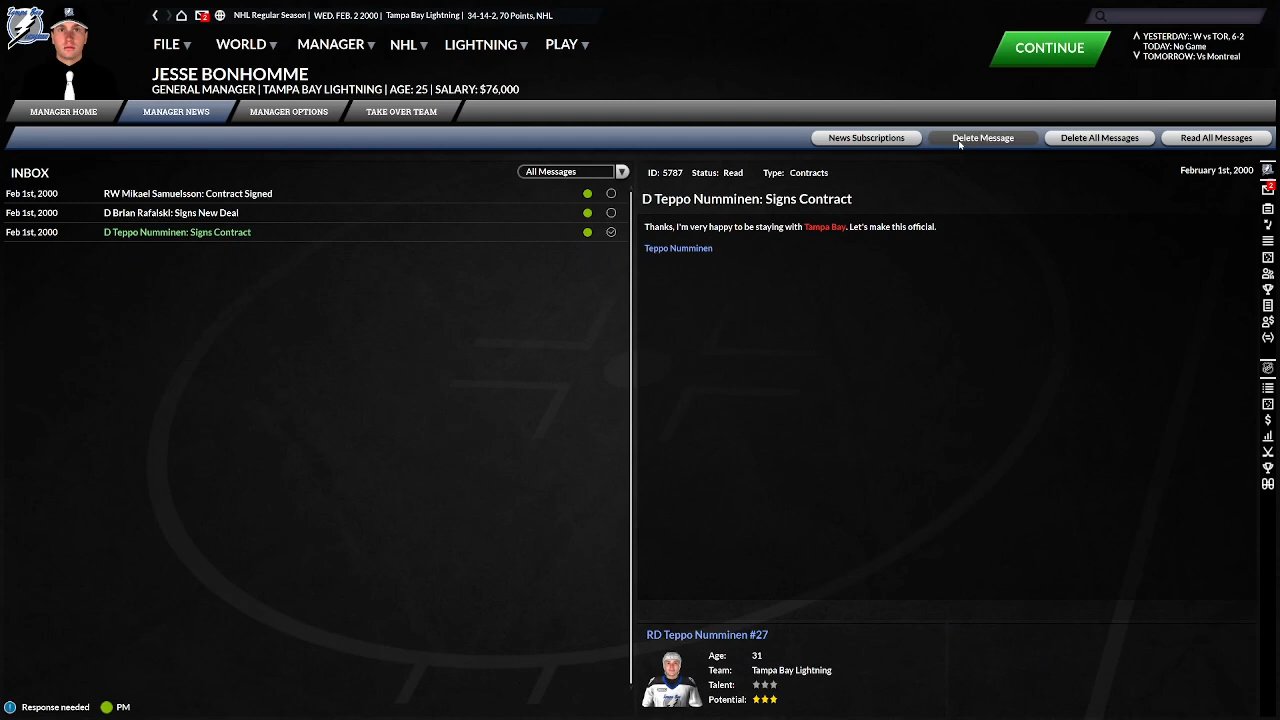 NHL Regular Season | WED. FEB. 2 2000 | Tampa Bay Lightning | 34-14-2, 70 Points, NHL
2
FILE WORLD MANAGER NHL LIGHTNING PLAY
CONTINUE
YESTERDAY: W vs TOR, 6-2
TODAY: No Game
TOMORROW: Vs Montreal
JESSE BONHOMME
GENERAL MANAGER | TAMPA BAY LIGHTNING | AGE: 25 | SALARY: $76,000
MANAGER HOME MANAGER NEWS MANAGER OPTIONS TAKE OVER TEAM
News Subscriptions Delete Message Delete All Messages Read All Messages
INBOX
All Messages
Feb 1st, 2000 RW Mikael Samuelsson: Contract Signed
Feb 1st, 2000 D Brian Rafalski: Signs New Deal
Feb 1st, 2000 D Teppo Numminen: Signs Contract
ID: 5787 Status: Read Type: Contracts
February 1st, 2000
2
D Teppo Numminen: Signs Contract
Thanks, I'm very happy to be staying with Tampa Bay. Let's make this official.
Teppo Numminen
RD Teppo Numminen #27
Age: 31
Team: Tampa Bay Lightning
Talent:
Potential:
Response needed PM